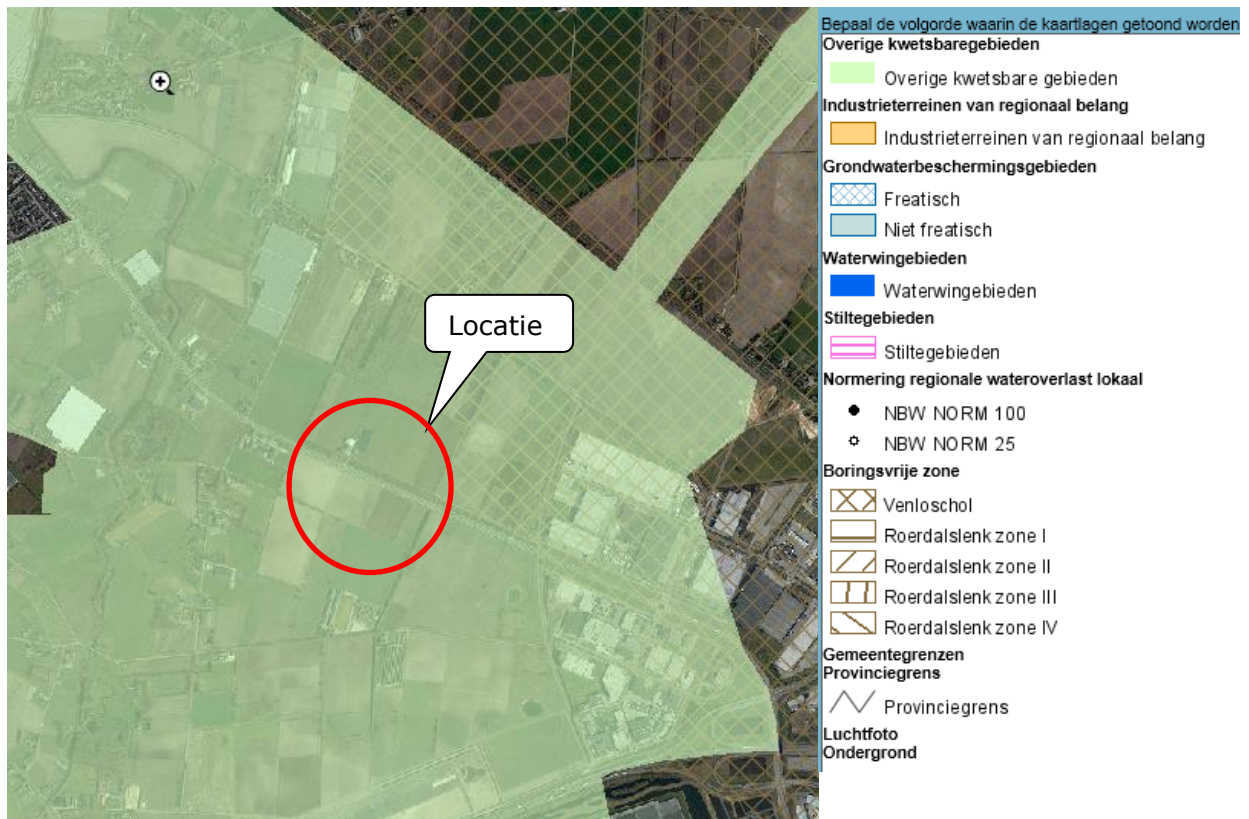 Locatie
Bepaal de volgorde waarin de kaartlagen getoond worden
Overige kwetsbaregebieden
Overige kwetsbare gebieden
Industrieterreinen van regionaal belang
Industrieterreinen van regionaal belang
Grondwaterbeschermingsgebieden
Freatisch
Niet freatisch
Waterwingebieden
Waterwingebieden
Stiltegebieden
Stiltegebieden
Normering regionale wateroverlast lokaal
NBW NORM 100
NBW NORM 25
Boringsvrije zone
Venloschol
Roerdalslenk zone I
Roerdalslenk zone II
Roerdalslenk zone III
Roerdalslenk zone IV
Gemeentegrenzen
Provinciegrens
Provinciegrens
Luchtfoto
Ondergrond